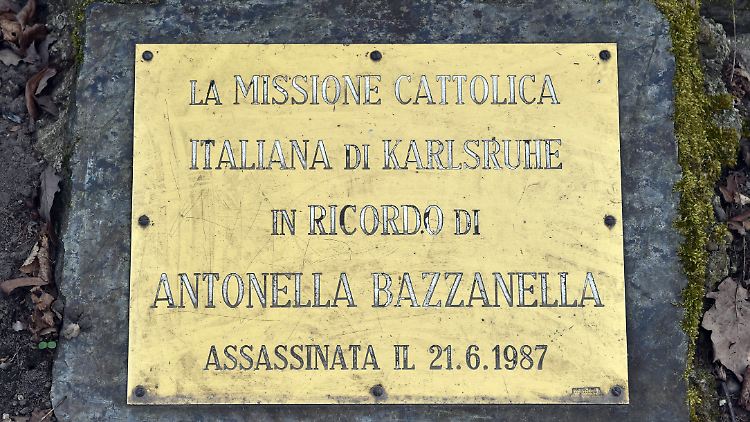 LA MISSIONE CATTOLICA
ITALIANA DI KARLSRUHE
IN RICORDO DI
ANTONELLA BAZZANELLA
ASSASSINATA IL 21.6.1987